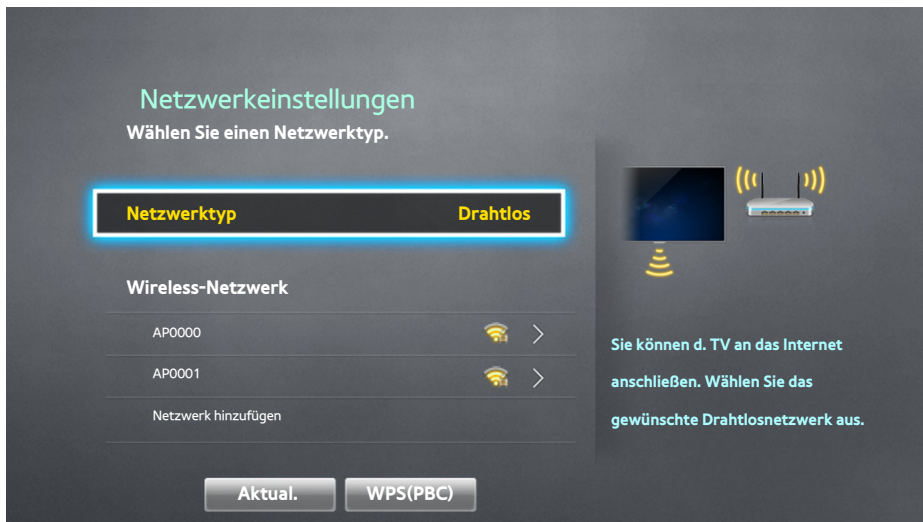 Netzwerkeinstellungen
Wählen Sie einen Netzwerktyp.
Netzwerktyp Drahtlos
Wireless-Netzwerk
AP0000
AP0001
Netzwerk hinzufügen
Aktual. WPS(PBC)
Sie können d. TV an das Internet
anschließen. Wählen Sie das
gewünschte Drahtlosnetzwerk aus.